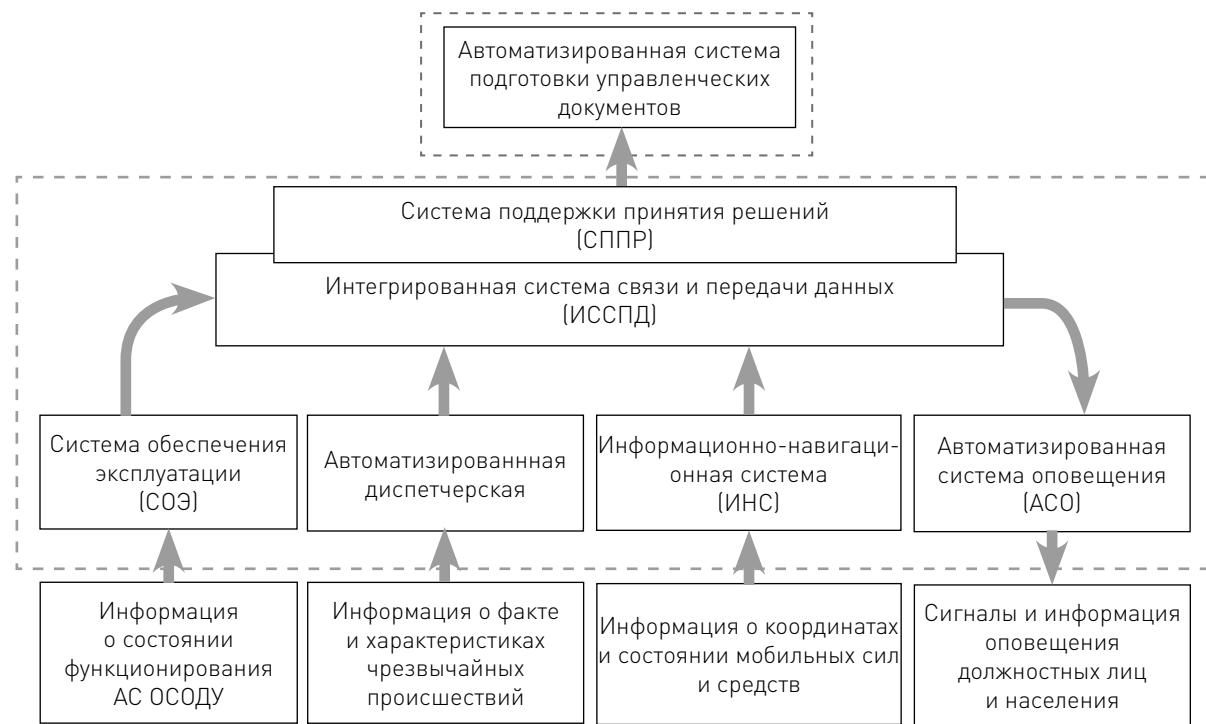 Автоматизированная система
подготовки управленческих
документов
Система поддержки принятия решений
(СППР)
Интегрированная система связи и передачи данных
(ИССПД)
Система обеспечения
эксплуатации
(СОЭ)
Автоматизированнная
диспетчерская
Информационно-навигаци-
онная система
(ИНС)
Автоматизированная
система оповещения
(АСО)
Информация
о состоянии
функционирования
АС ОСОДУ
Информация о факте
и характеристиках
чрезвычайных
происшествий
Информация о координатах
и состоянии мобильных сил
и средств
Сигналы и информация
оповещения
должностных лиц
и населения